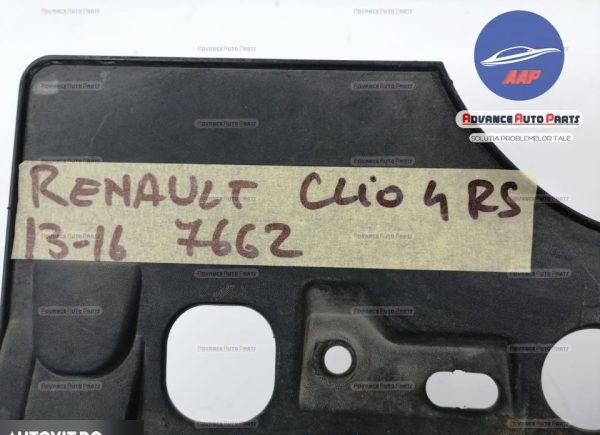 AAP
ADVANCE AUTO PARTS
SOLUTIA PROBLEMELOR TALE
RENAULT CLIO 4 RS
13-16 7662
AUTOVIT.RO